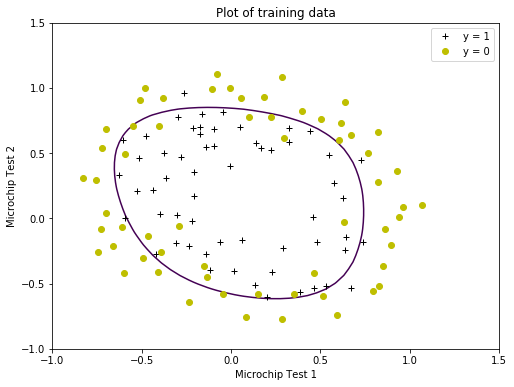 Plot of training data
y = 1
y = 0
1.5
1.0
0.5
0.0
−0.5
−1.0
Microchip Test 2
−1.0 −0.5 0.0 0.5 1.0 1.5
Microchip Test 1